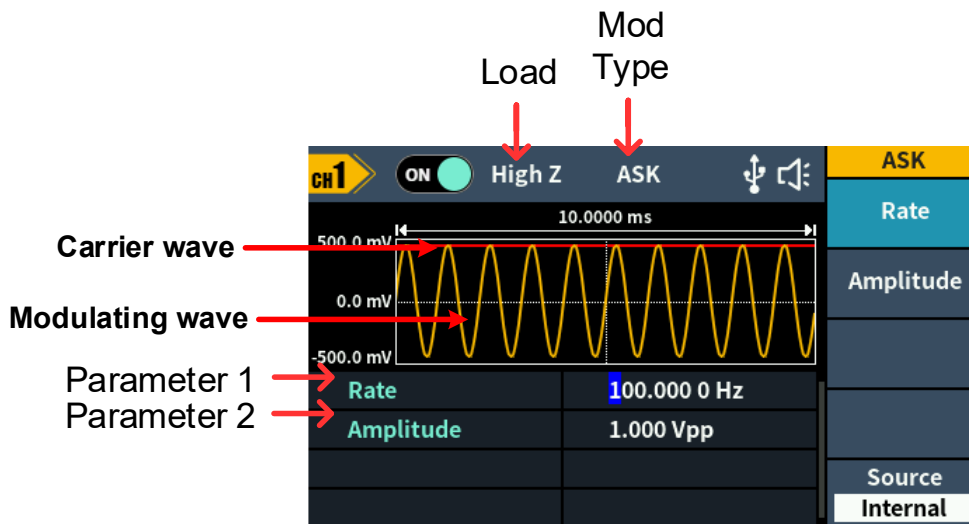 Mod
Type
Load
CH1
ON
High Z
ASK
ASK
Rate
Amplitude
10.0000 ms
500.0 mV
0.0 mV
-500.0 mV
Carrier wave
Modulating wave
Parameter 1
Parameter 2
Rate
100.000 0 Hz
Amplitude
1.000 Vpp
Source
Internal